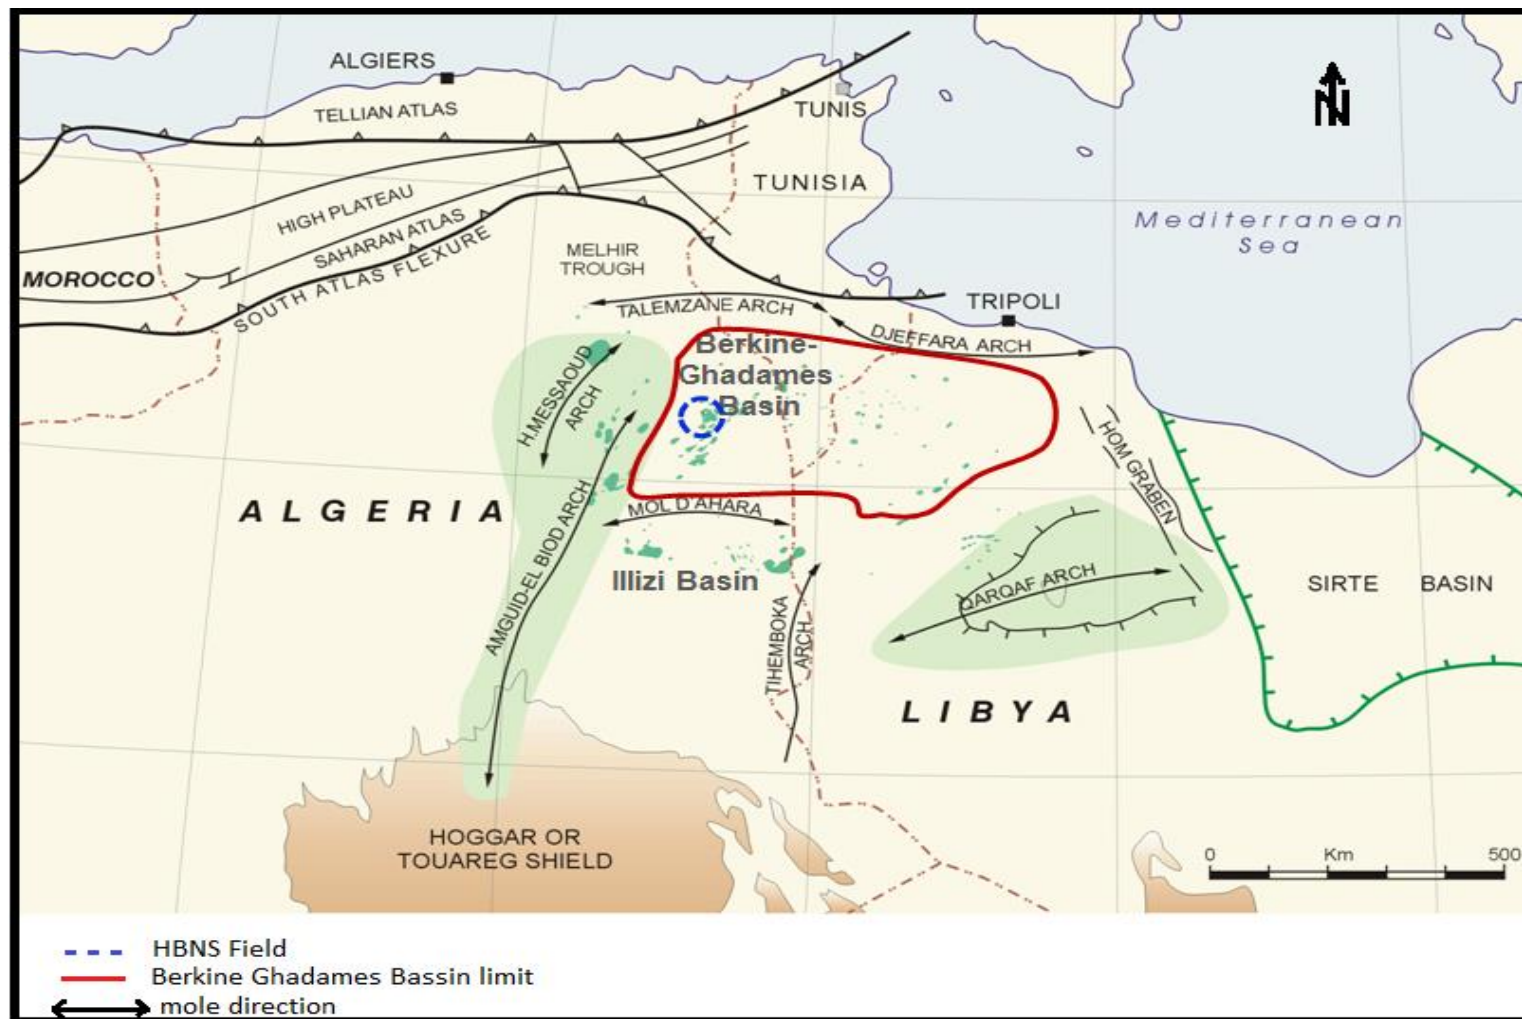 ALGIERS
TELLIAN ATLAS
TUNIS
N
TUNISIA
HIGH PLATEAU
SAHARAN ATLAS
SOUTH ATLAS FLEXURE
MOROCCO
MELHIR
TROUGH
Mediterranean
Sea
TALEMZANE ARCH
TRIPOLI
DJEFFARA ARCH
Berkine-
Ghadames
Basin
H.MESSAOUD
ARCH
HOM GRABEN
ALGERIA
MOL D'AHARA
AMGUID-EL BIOD ARCH
Illizi Basin
QARQAF ARCH
SIRTE BASIN
TIHEMBOKA
ARCH
LIBYA
HOGGAR OR
TOUAREG SHIELD
0 Km 500
HBNS Field
Berkine Ghadames Bassin limit
mole direction